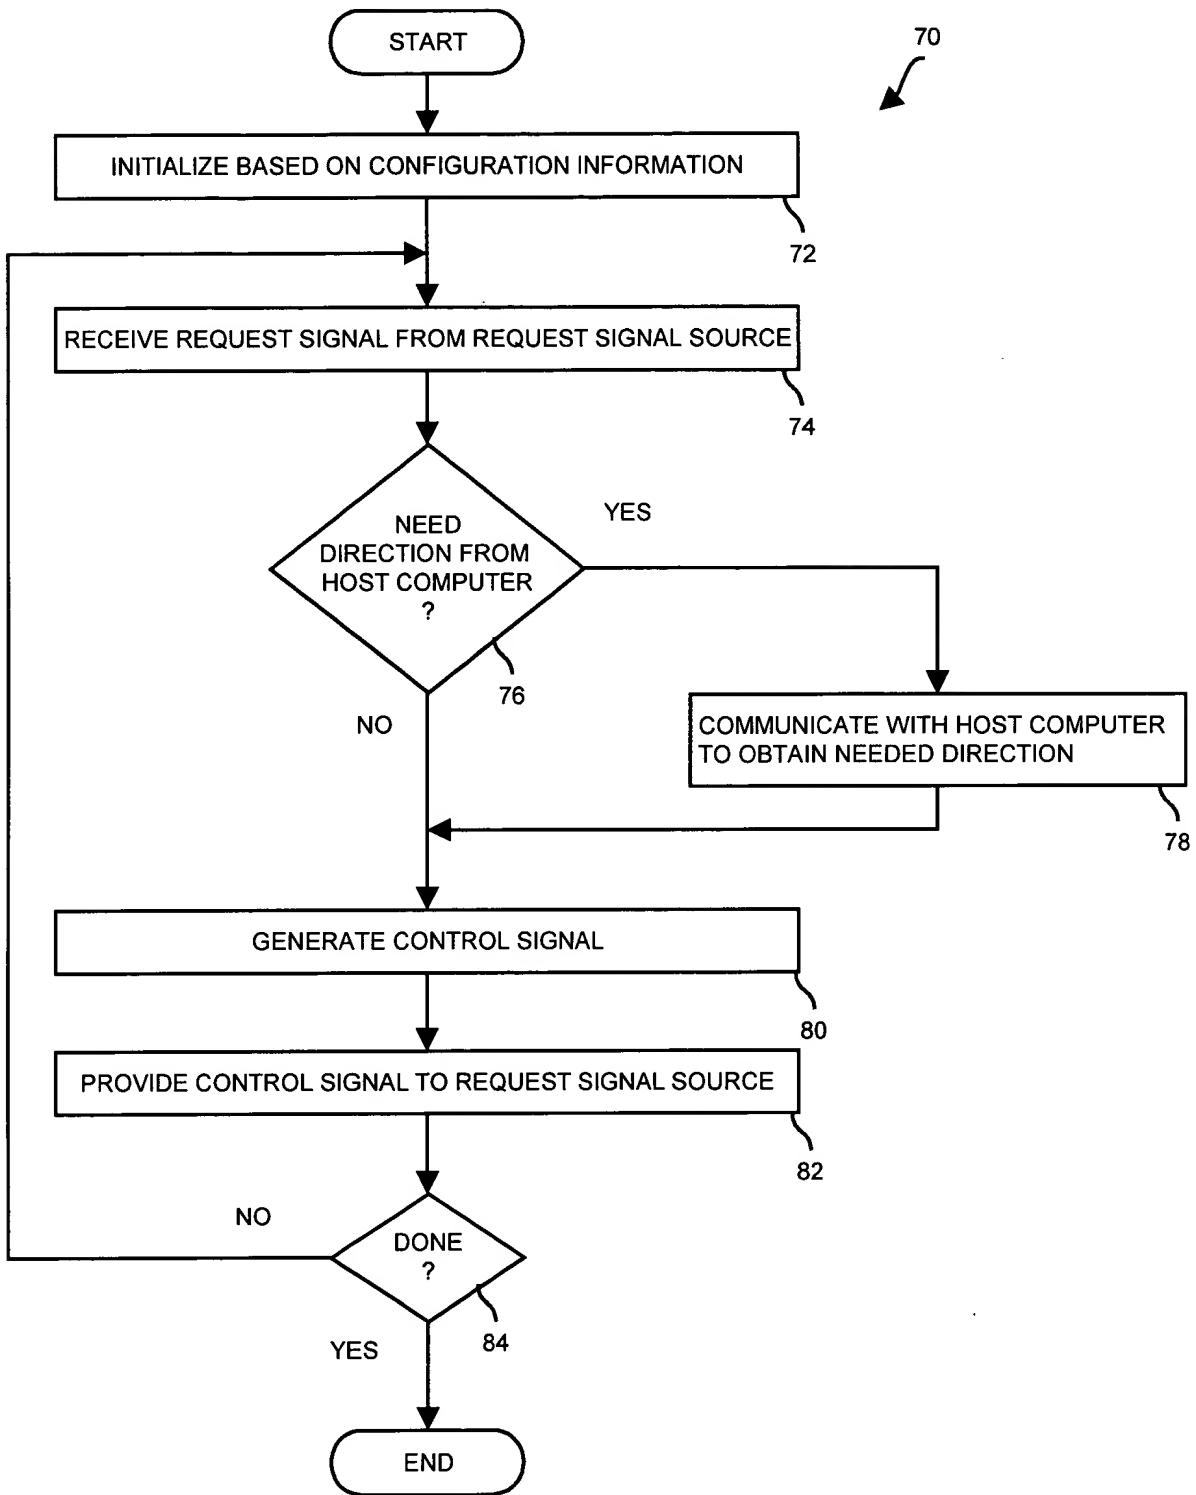 START
70
INITIALIZE BASED ON CONFIGURATION INFORMATION
72
RECEIVE REQUEST SIGNAL FROM REQUEST SIGNAL SOURCE
74
NEED
DIRECTION FROM
HOST COMPUTER
?
YES
76
NO
COMMUNICATE WITH HOST COMPUTER
TO OBTAIN NEEDED DIRECTION
78
GENERATE CONTROL SIGNAL
80
PROVIDE CONTROL SIGNAL TO REQUEST SIGNAL SOURCE
82
NO
DONE
?
84
YES
END